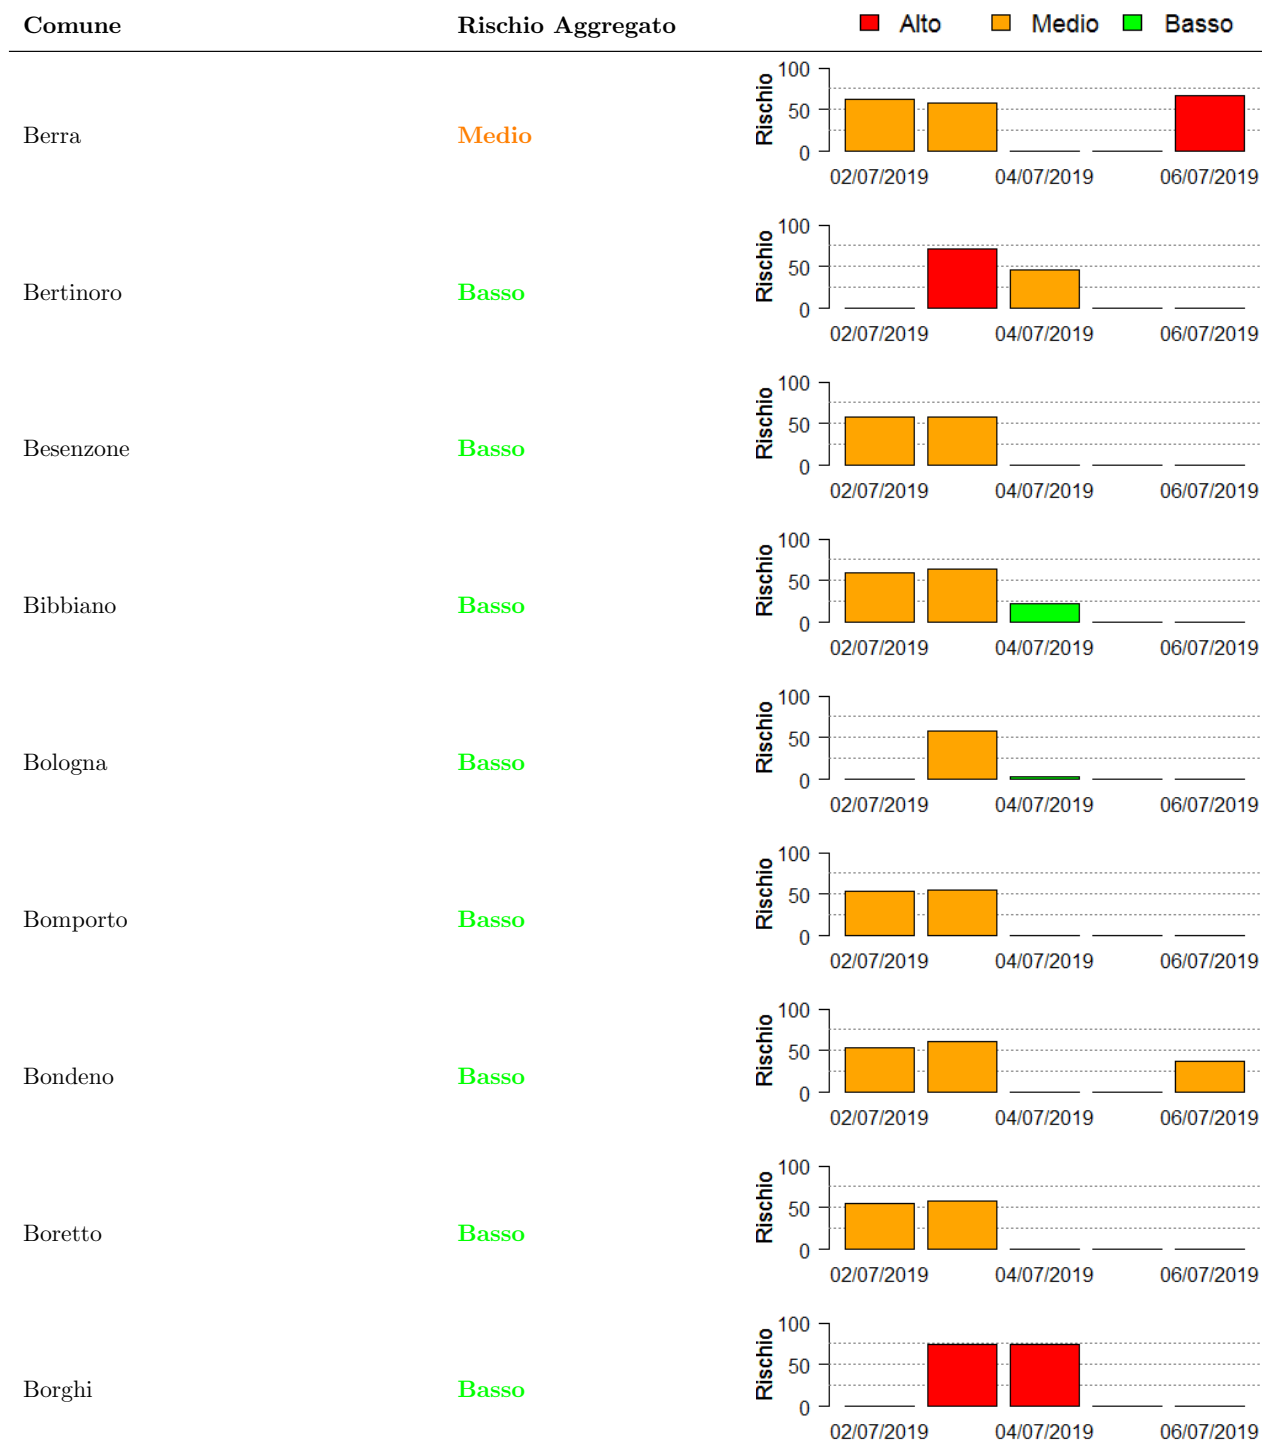 Comune Rischio Aggregato Alto Medio Basso
Berra Medio Rischio 100 50 0
02/07/2019 04/07/2019 06/07/2019
Bertinoro Basso Rischio 100 50 0
02/07/2019 04/07/2019 06/07/2019
Besenzone Basso Rischio 100 50 0
02/07/2019 04/07/2019 06/07/2019
Bibbiano Basso Rischio 100 50 0
02/07/2019 04/07/2019 06/07/2019
Bologna Basso Rischio 100 50 0
02/07/2019 04/07/2019 06/07/2019
Bomporto Basso Rischio 100 50 0
02/07/2019 04/07/2019 06/07/2019
Bondeno Basso Rischio 100 50 0
02/07/2019 04/07/2019 06/07/2019
Boretto Basso Rischio 100 50 0
02/07/2019 04/07/2019 06/07/2019
Borghi Basso Rischio 100 50 0
02/07/2019 04/07/2019 06/07/2019